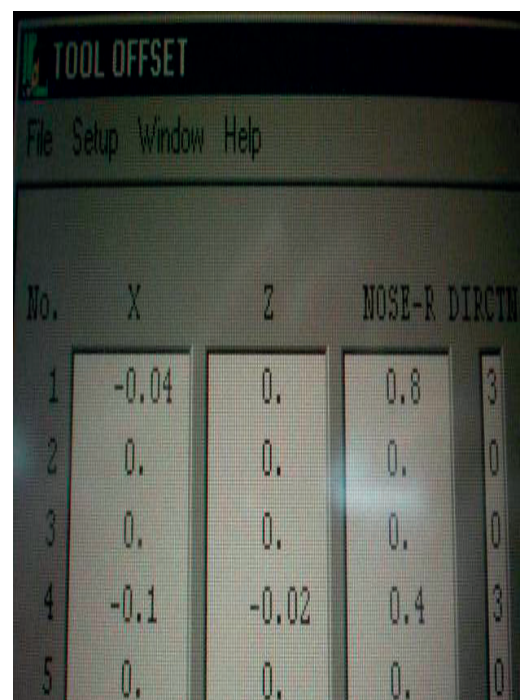 TOOL OFFSET
File Setup Window Help
No. X Z NOSE-R DIRCTN
1 -0.04 0. 0.8 3
2 0. 0. 0. 0
3 0. 0. 0. 0
4 -0.1 -0.02 0.4 3
5 0. 0. 0. 0